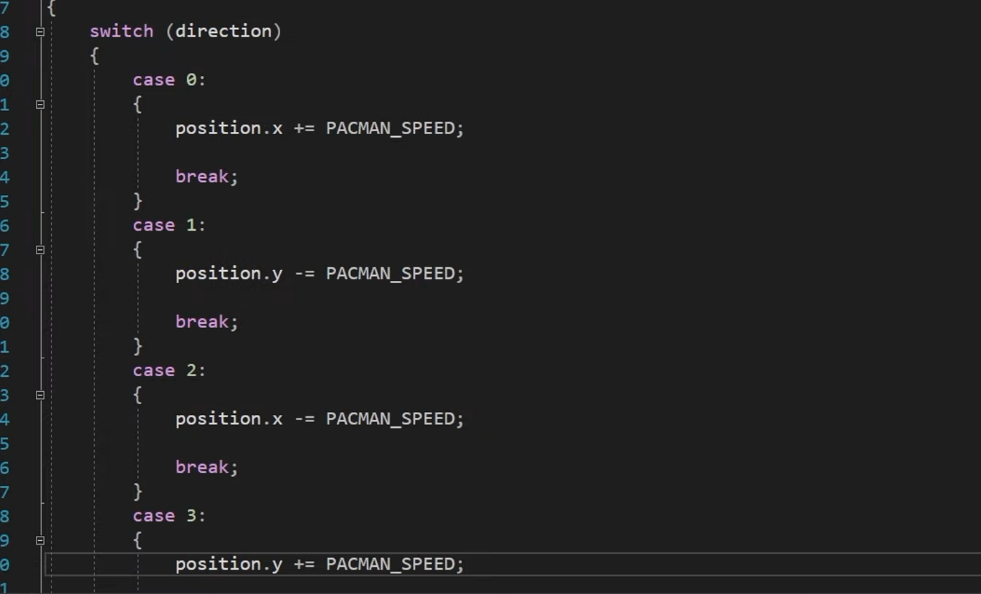 7 {
8 switch (direction)
9 {
0 case 0:
1 {
2 position.x += PACMAN_SPEED;
3
4 break;
5 }
6 case 1:
7 {
8 position.y -= PACMAN_SPEED;
9
0 break;
1 }
2 case 2:
3 {
4 position.x -= PACMAN_SPEED;
5
6 break;
7 }
8 case 3:
9 {
0 position.y += PACMAN_SPEED;
1